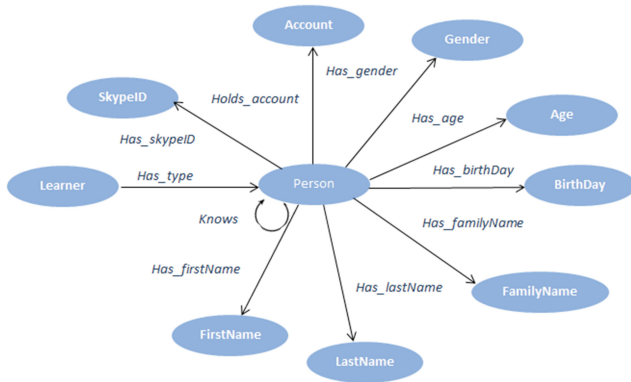 Account
Gender
Has_gender
SkypeID
Holds_account
Age
Has_age
Has_skypeID
Has_birthDay
Learner
Has_type
Person
BirthDay
Knows
Has_familyName
Has_firstName
Has_lastName
FamilyName
FirstName
LastName